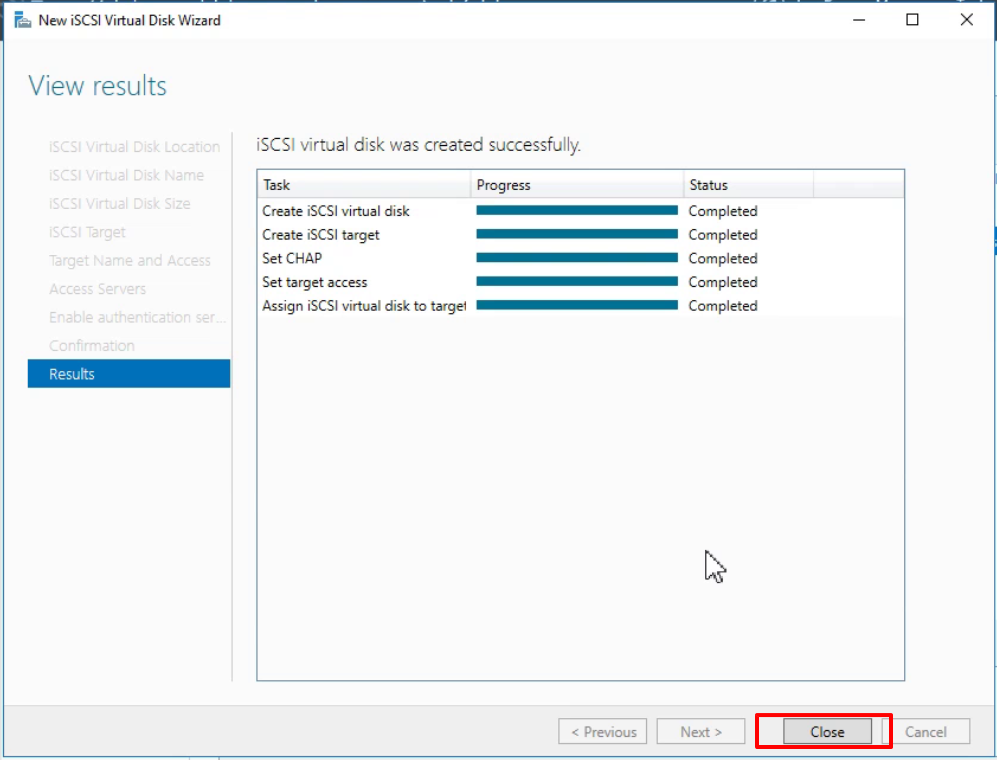 New iSCSI Virtual Disk Wizard
View results
iSCSI Virtual Disk Location
iSCSI Virtual Disk Name
iSCSI Virtual Disk Size
iSCSI Target
Target Name and Access
Access Servers
Enable authentication ser...
Confirmation
Results
iSCSI virtual disk was created successfully.
Task Progress Status
Create iSCSI virtual disk Completed
Create iSCSI target Completed
Set CHAP Completed
Set target access Completed
Assign iSCSI virtual disk to target Completed
< Previous Next > Close Cancel